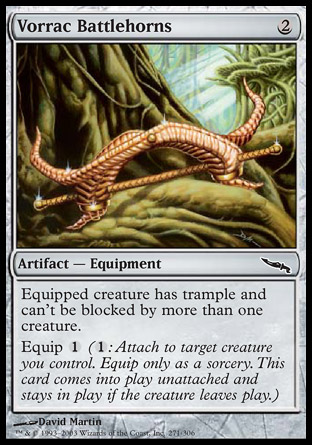 Vorrac Battlehorns 2
Artifact — Equipment
Equipped creature has trample and
can't be blocked by more than one
creature.
Equip 1 (1: Attach to target creature
you control. Equip only as a sorcery. This
card comes into play unattached and
stays in play if the creature leaves play.)
David Martin
™ & © 1993–2003 Wizards of the Coast, Inc. 271/306